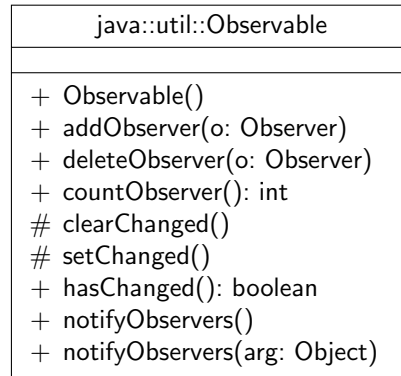 java::util::Observable
+ Observable()
+ addObserver(o: Observer)
+ deleteObserver(o: Observer)
+ countObserver(): int
# clearChanged()
# setChanged()
+ hasChanged(): boolean
+ notifyObservers()
+ notifyObservers(arg: Object)